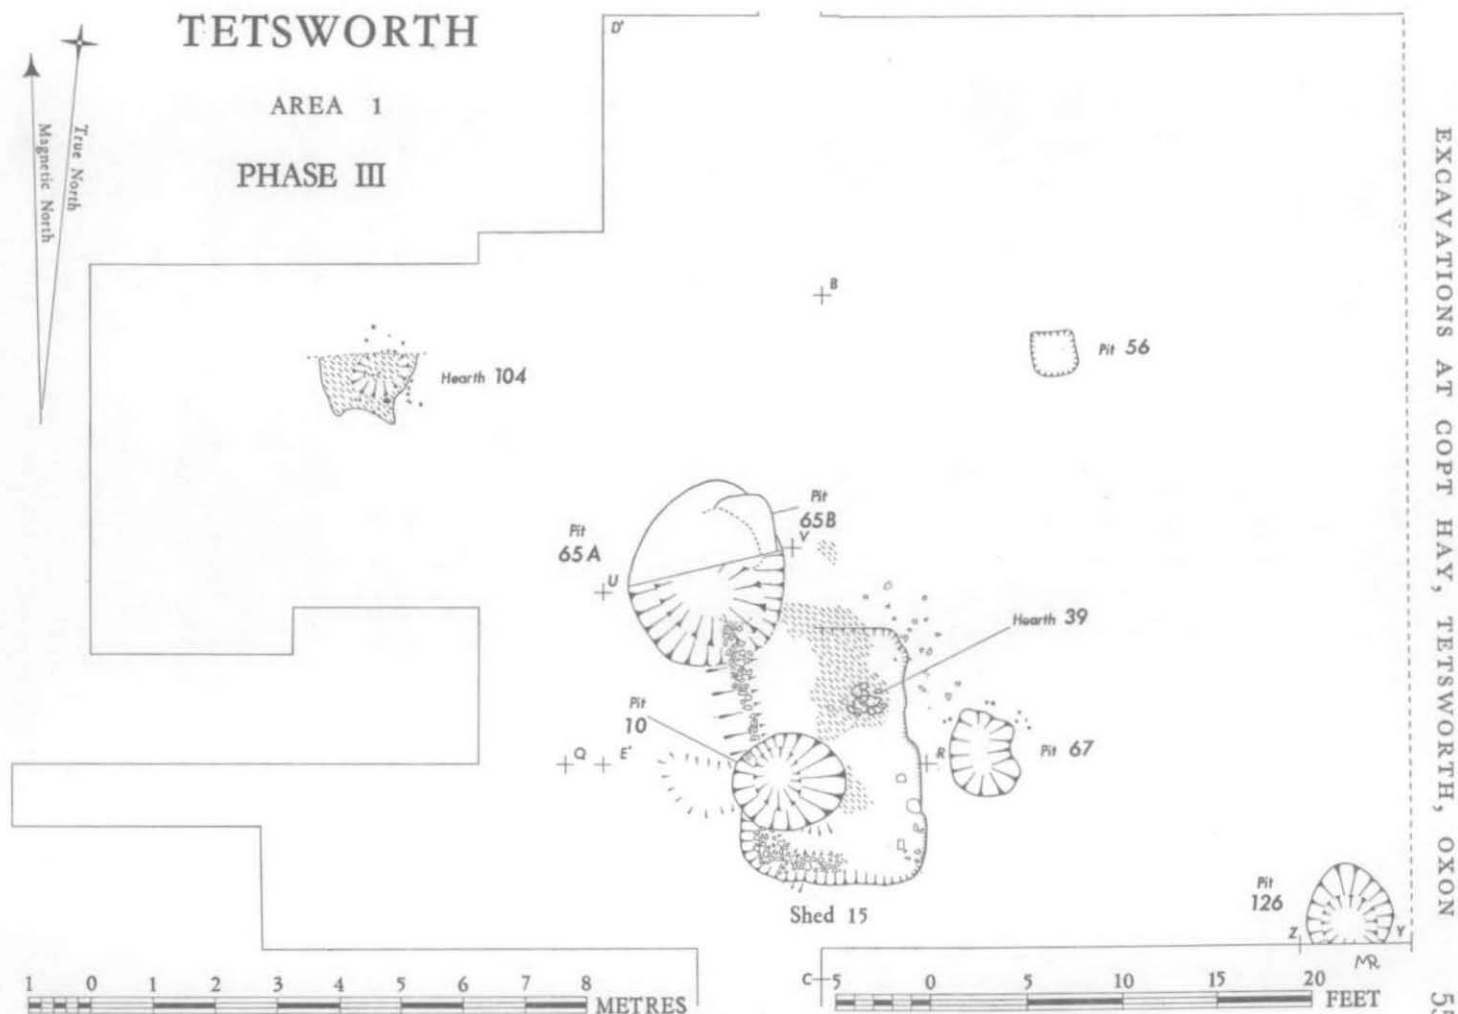 TETSWORTH
AREA 1
PHASE III
True North
Magnetic North
D'
B
Pit 56
Hearth 104
Pit
65B
V
Pit
65A
U
Hearth 39
Pit
10
Q
E'
R
Pit 67
Shed 15
Pit
126
Z
Y
MR
C
1 0 1 2 3 4 5 6 7 8
METRES
5 0 5 10 15 20
FEET
EXCAVATIONS AT COPT HAY, TETSWORTH, OXON